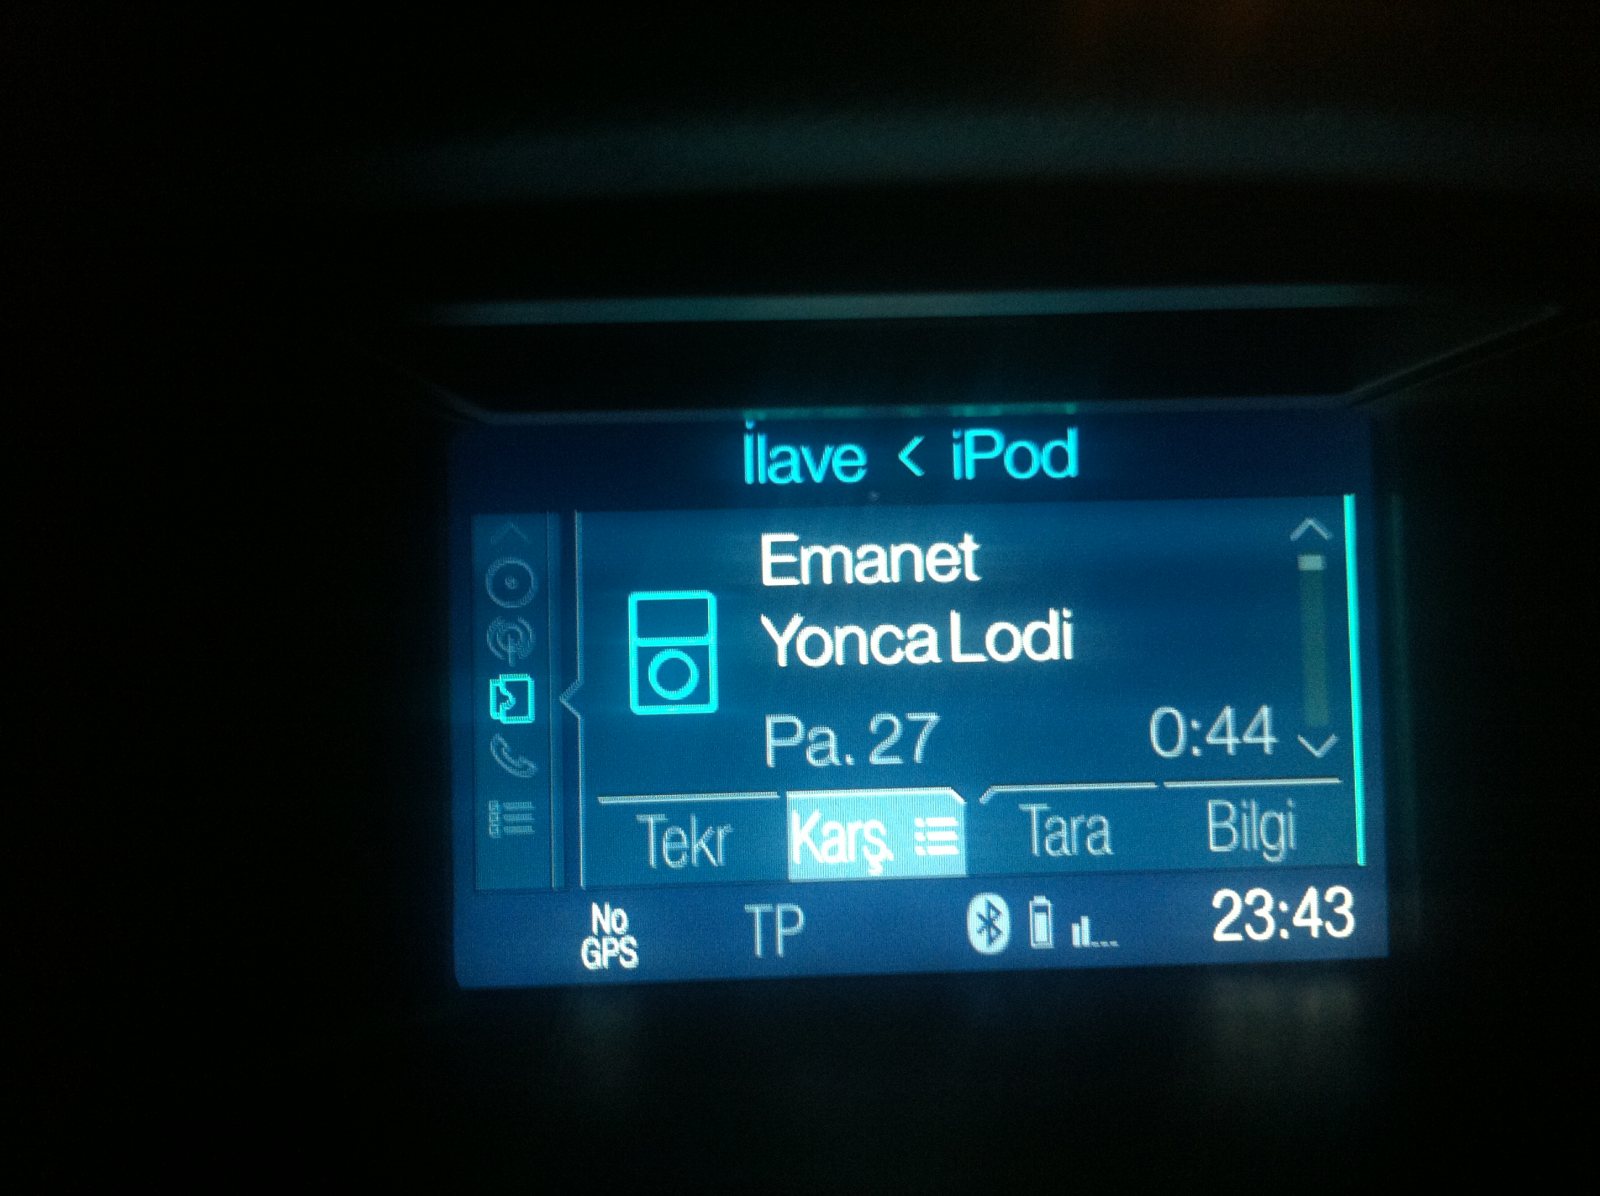 İlave < iPod
Emanet
Yonca Lodi
Pa. 27 0:44
Tekr Karş. Tara Bilgi
No GPS TP 23:43